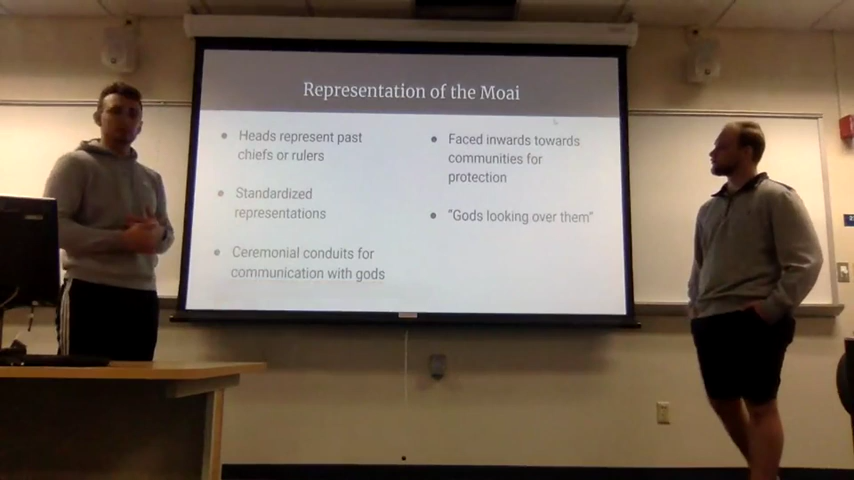 Representation of the Moai
Heads represent past
chiefs or rulers
Standardized
representations
Ceremonial conduits for
communication with gods
Faced inwards towards
communities for
protection
"Gods looking over them"